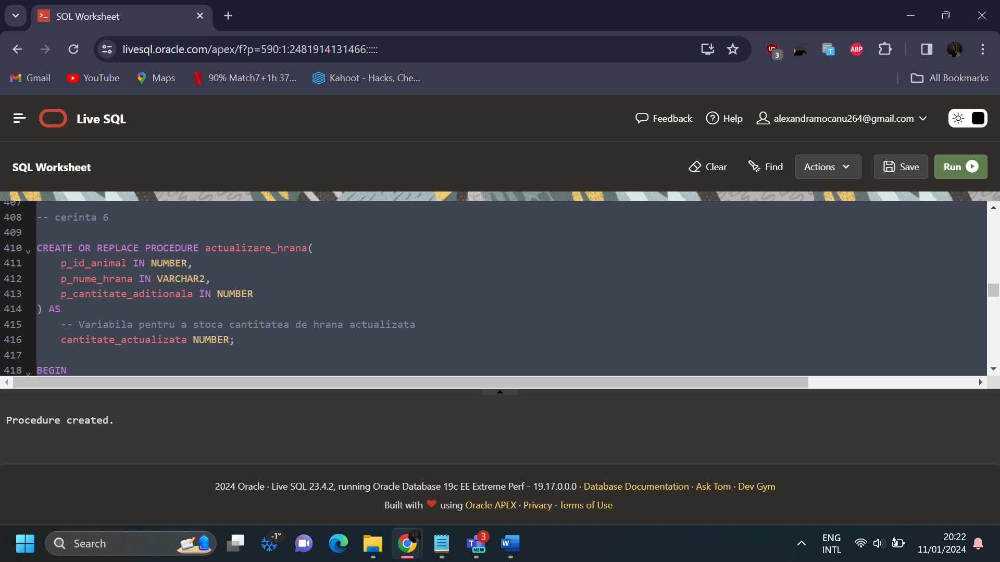 SQL Worksheet
livesql.oracle.com/apex/f?p=590:1:2481914131466:::::
3
ABP
Gmail
YouTube
Maps
90% Match7+1h 37...
Kahoot - Hacks, Che...
All Bookmarks
Live SQL
Feedback
Help
alexandramocanu264@gmail.com
SQL Worksheet
Clear
Find
Actions
Save
Run
407
408 -- cerinta 6
409
410 CREATE OR REPLACE PROCEDURE actualizare_hrana(
411 p_id_animal IN NUMBER,
412 p_nume_hrana IN VARCHAR2,
413 p_cantitate_aditionala IN NUMBER
414 ) AS
415 -- Variabila pentru a stoca cantitatea de hrana actualizata
416 cantitate_actualizata NUMBER;
417
418 BEGIN
Procedure created.
2024 Oracle · Live SQL 23.4.2, running Oracle Database 19c EE Extreme Perf - 19.17.0.0.0 · Database Documentation · Ask Tom · Dev Gym
Built with ❤ using Oracle APEX · Privacy · Terms of Use
Search
-1°
T
3
NEW
W
ENG
INTL
20:22
11/01/2024